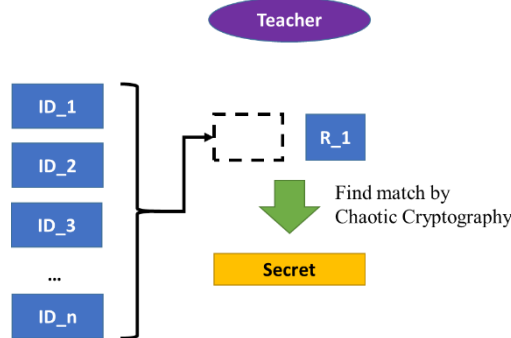 Teacher
ID_1
ID_2
ID_3
...
ID_n
R_1
Find match by
Chaotic Cryptography
Secret